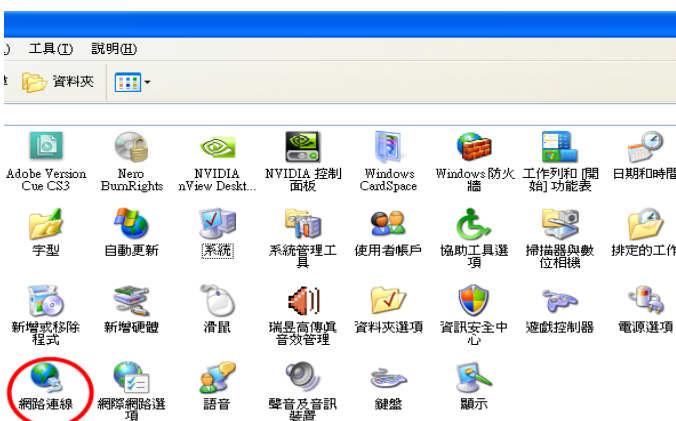 工具(T) 說明(H)
資料夾
Adobe Version
Cue CS3
Nero
BurnRights
NVIDIA
nView Deskt...
NVIDIA 控制
面板
Windows
CardSpace
Windows 防火
牆
工作列和 [開
始] 功能表
日期和時間
字型
自動更新
系統
系統管理工
具
使用者帳戶
協助工具選
項
掃描器與數
位相機
排定的工作
新增或移除
程式
新增硬體
滑鼠
瑞昱高傳真
音效管理
資料夾選項
資訊安全中
心
遊戲控制器
電源選項
網路連線
網際網路選
項
語音
聲音及音訊
裝置
鍵盤
顯示